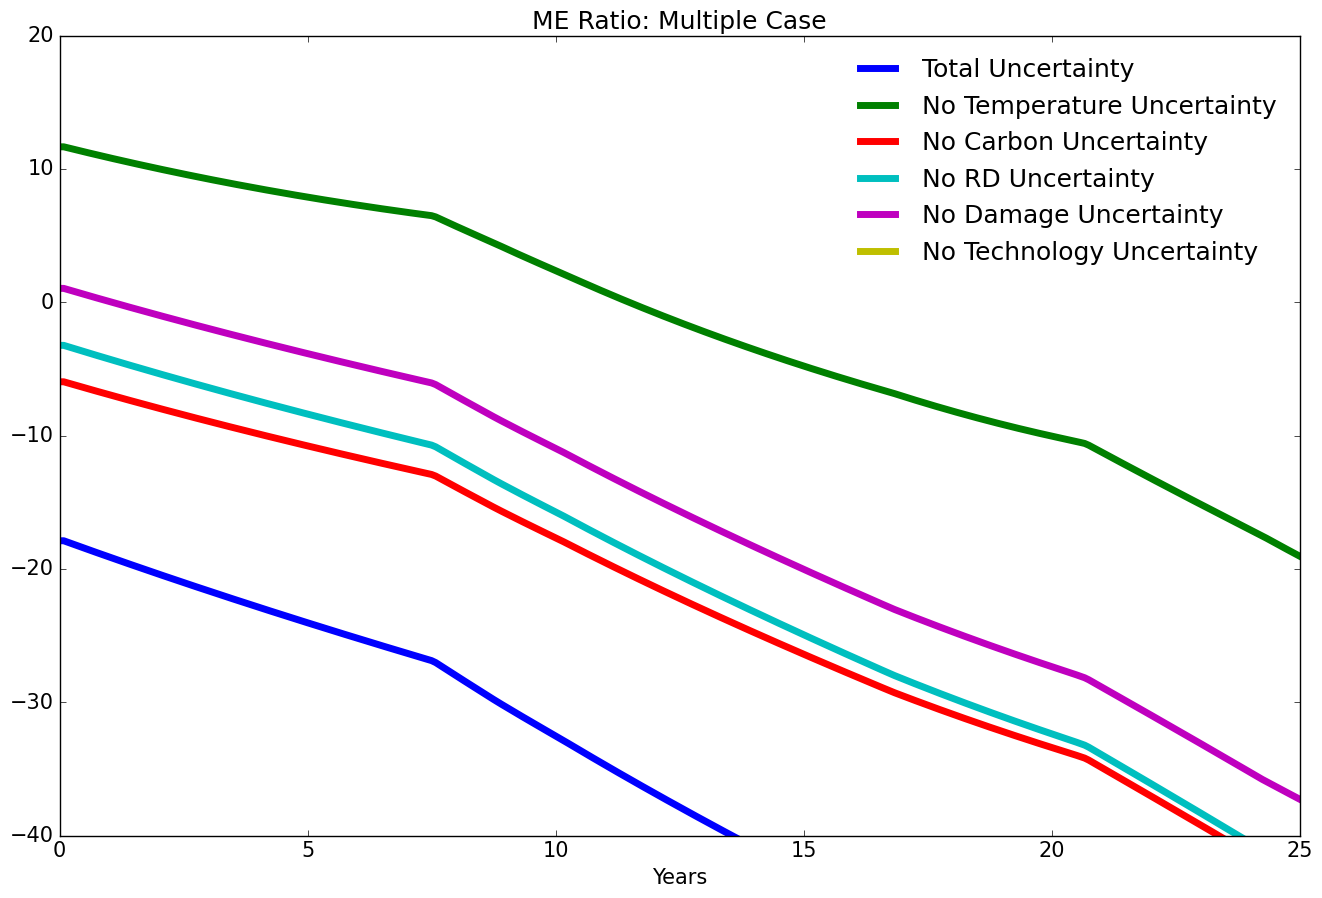 ME Ratio: Multiple Case
20
10
0
−10
−20
−30
−40
Total Uncertainty
No Temperature Uncertainty
No Carbon Uncertainty
No RD Uncertainty
No Damage Uncertainty
No Technology Uncertainty
0 5 10 15 20 25
Years